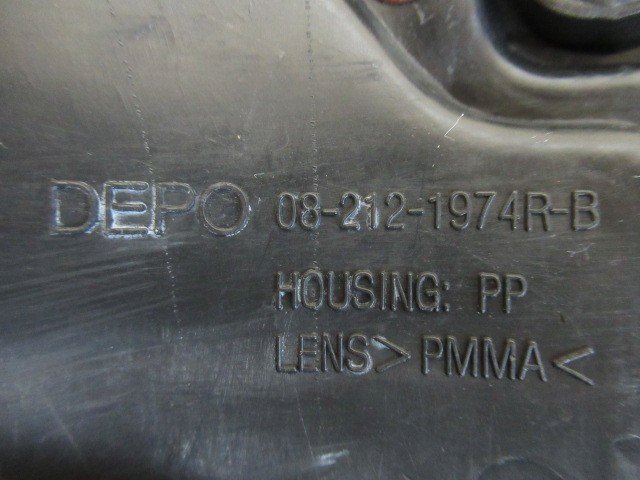 DEPO 08-212-1974R-B
HOUSING: PP
LENS>PMMA<